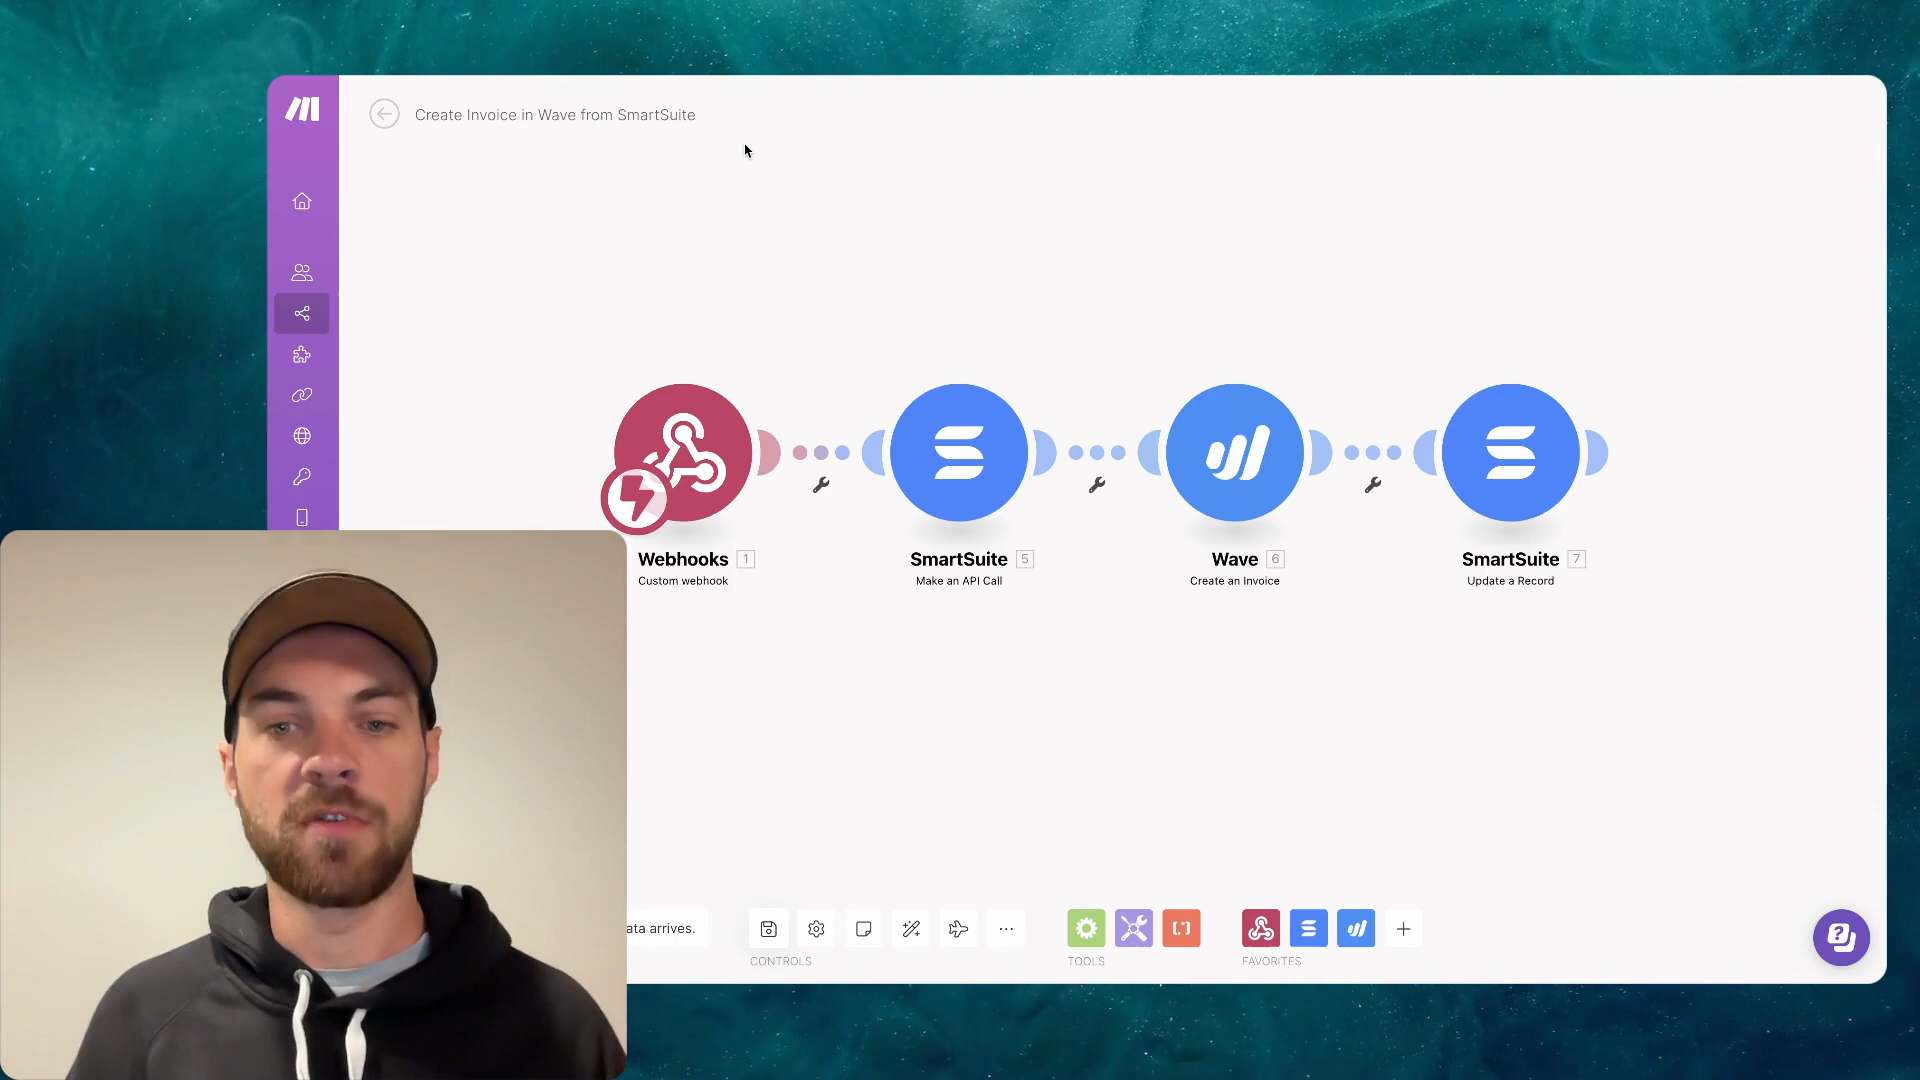 Create Invoice in Wave from SmartSuite
Webhooks 1
Custom webhook
SmartSuite 5
Make an API Call
Wave 6
Create an Invoice
SmartSuite 7
Update a Record
ata arrives.
CONTROLS
TOOLS
FAVORITES